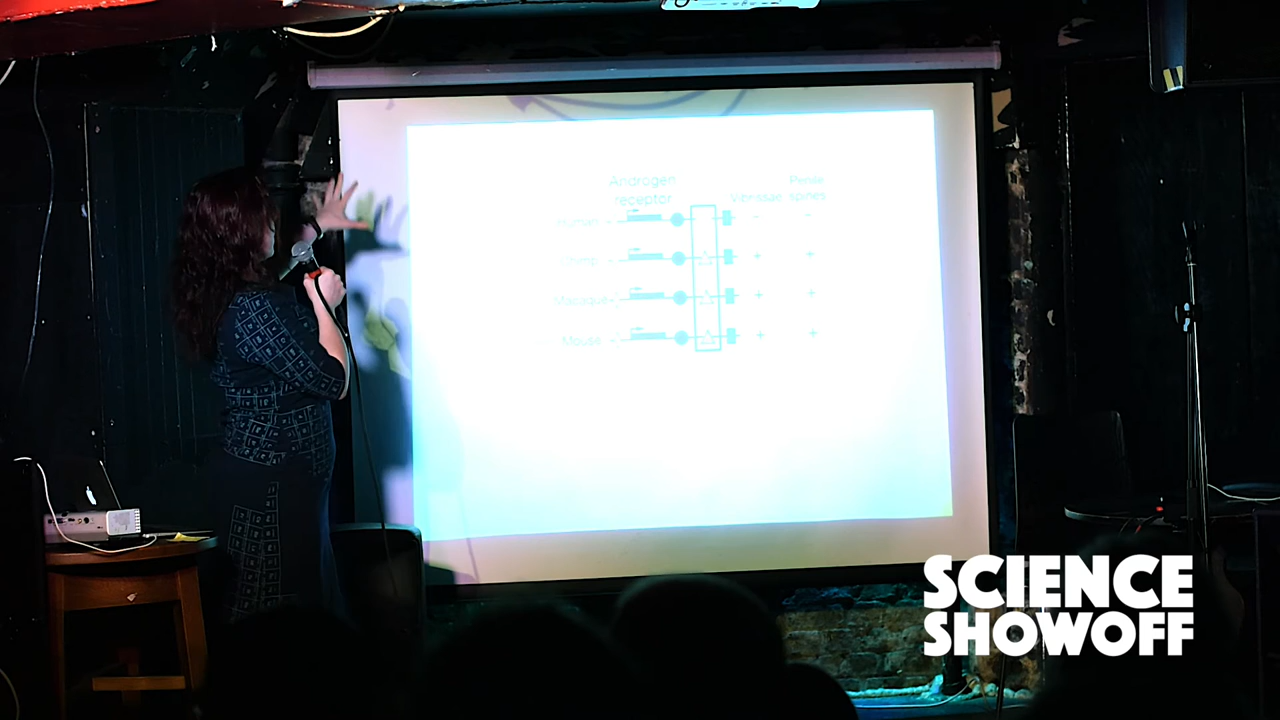 Androgen
receptor
Penile
Vibrissae spines
Human - -
Chimp + +
Macaque + +
Mouse + +
SCIENCE
SHOWOFF